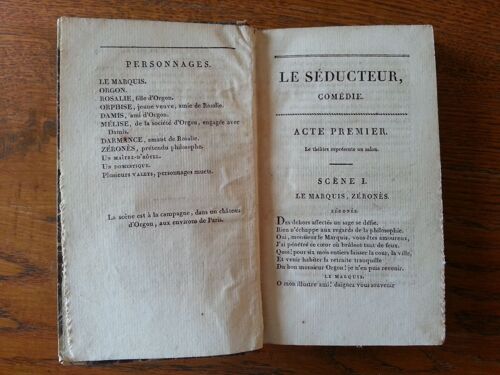 PERSONNAGES.
LE MARQUIS.
ORGON.
ROSALIE, fille d'Orgon.
ORPHISE, jeune veuve, amie de Rosalie.
DAMIS, ami d'Orgon.
MÉLISE, de la société d'Orgon, engagée avec
Damis.
DARMANCE, amant de Rosalie.
ZÉRONÈS, prétendu philosophe.
UN MAÎTRE-D'HÔTEL.
UN DOMESTIQUE.
Plusieurs VALETS, personnages muets.
La scène est à la campagne, dans un château
d'Orgon, aux environs de Paris.
LE SÉDUCTEUR,
COMÉDIE.
ACTE PREMIER.
Le théâtre représente un salon.
SCÈNE I.
LE MARQUIS, ZÉRONÈS.
ZÉRONÈS.
Des dehors affectés un sage se défie.
Rien n'échappe aux regards de la philosophie.
Oui, monsieur le Marquis, vous êtes amoureux,
J'ai pénétré ce cœur où brûlent tant de feux.
Quoi! pour six mois entiers laisser la cour, la ville,
Et venir habiter la retraite tranquille
Du bon monsieur Orgon! je n'en puis revenir.
LE MARQUIS.
O mon illustre ami! daignez vous souvenir